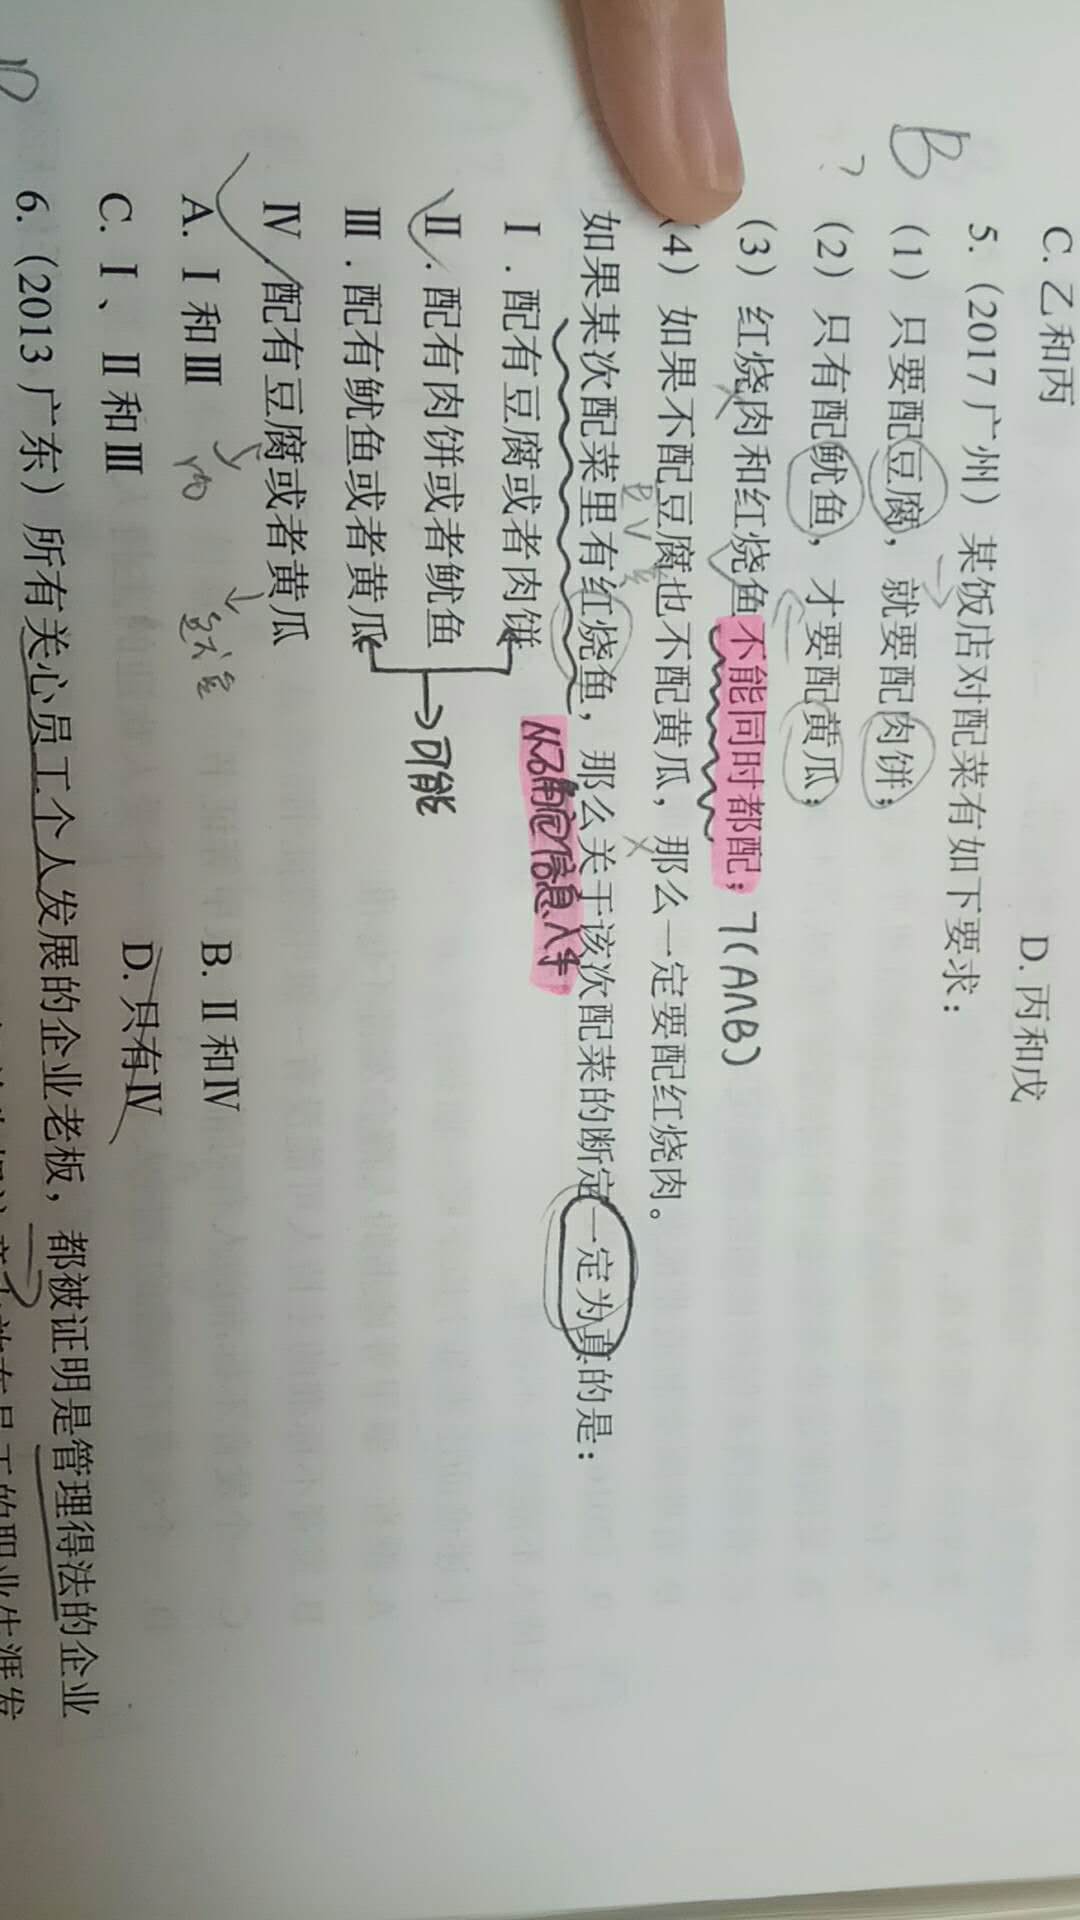 C. 乙和丙 D. 丙和戊
5.（2017 广州）某饭店对配菜有如下要求：
B （1）只要配豆腐，就要配肉饼；
（2）只有配鱿鱼，才要配黄瓜；
（3）红烧肉和红烧鱼不能同时都配； ¬(A∧B)
（4）如果不配豆腐也不配黄瓜，那么一定要配红烧肉。
如果某次配菜里有红烧鱼，那么关于该次配菜的断定一定为真的是：
从确定信息入手
Ⅰ．配有豆腐或者肉饼
Ⅱ．配有肉饼或者鱿鱼
可能
Ⅲ．配有鱿鱼或者黄瓜
Ⅳ．配有豆腐或者黄瓜
A. Ⅰ和Ⅲ B. Ⅱ和Ⅳ
肉
C. Ⅰ、Ⅱ和Ⅲ D. 只有Ⅳ
6.（2013 广东）所有关心员工个人发展的企业老板，都被证明是管理得法的企业
的职业生涯发